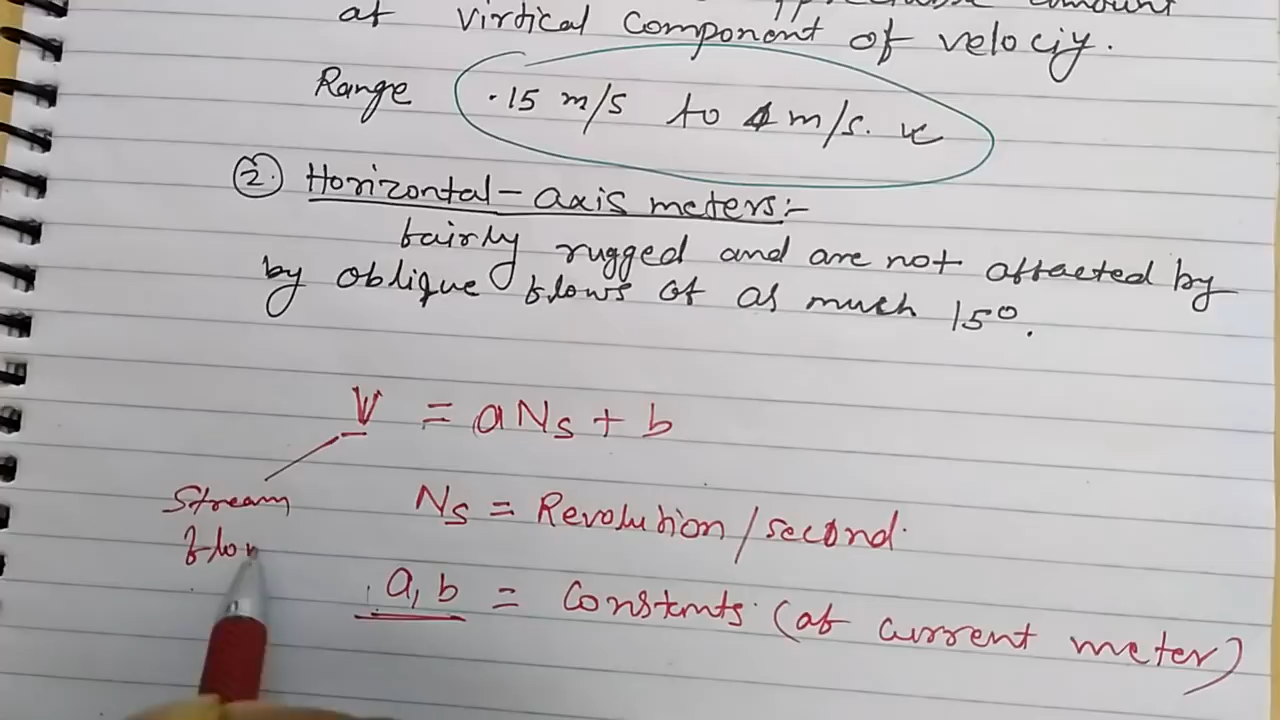 amount
of virtical component of velociy.
Range .15 m/s to 4 m/s.
(2.) Horizontal-axis meters:-
fairly rugged and are not affected by
by oblique flows of as much 15°.
V = aNs + b
Stream
flow
Ns = Revolution/second.
a, b = Constants (of current meter)